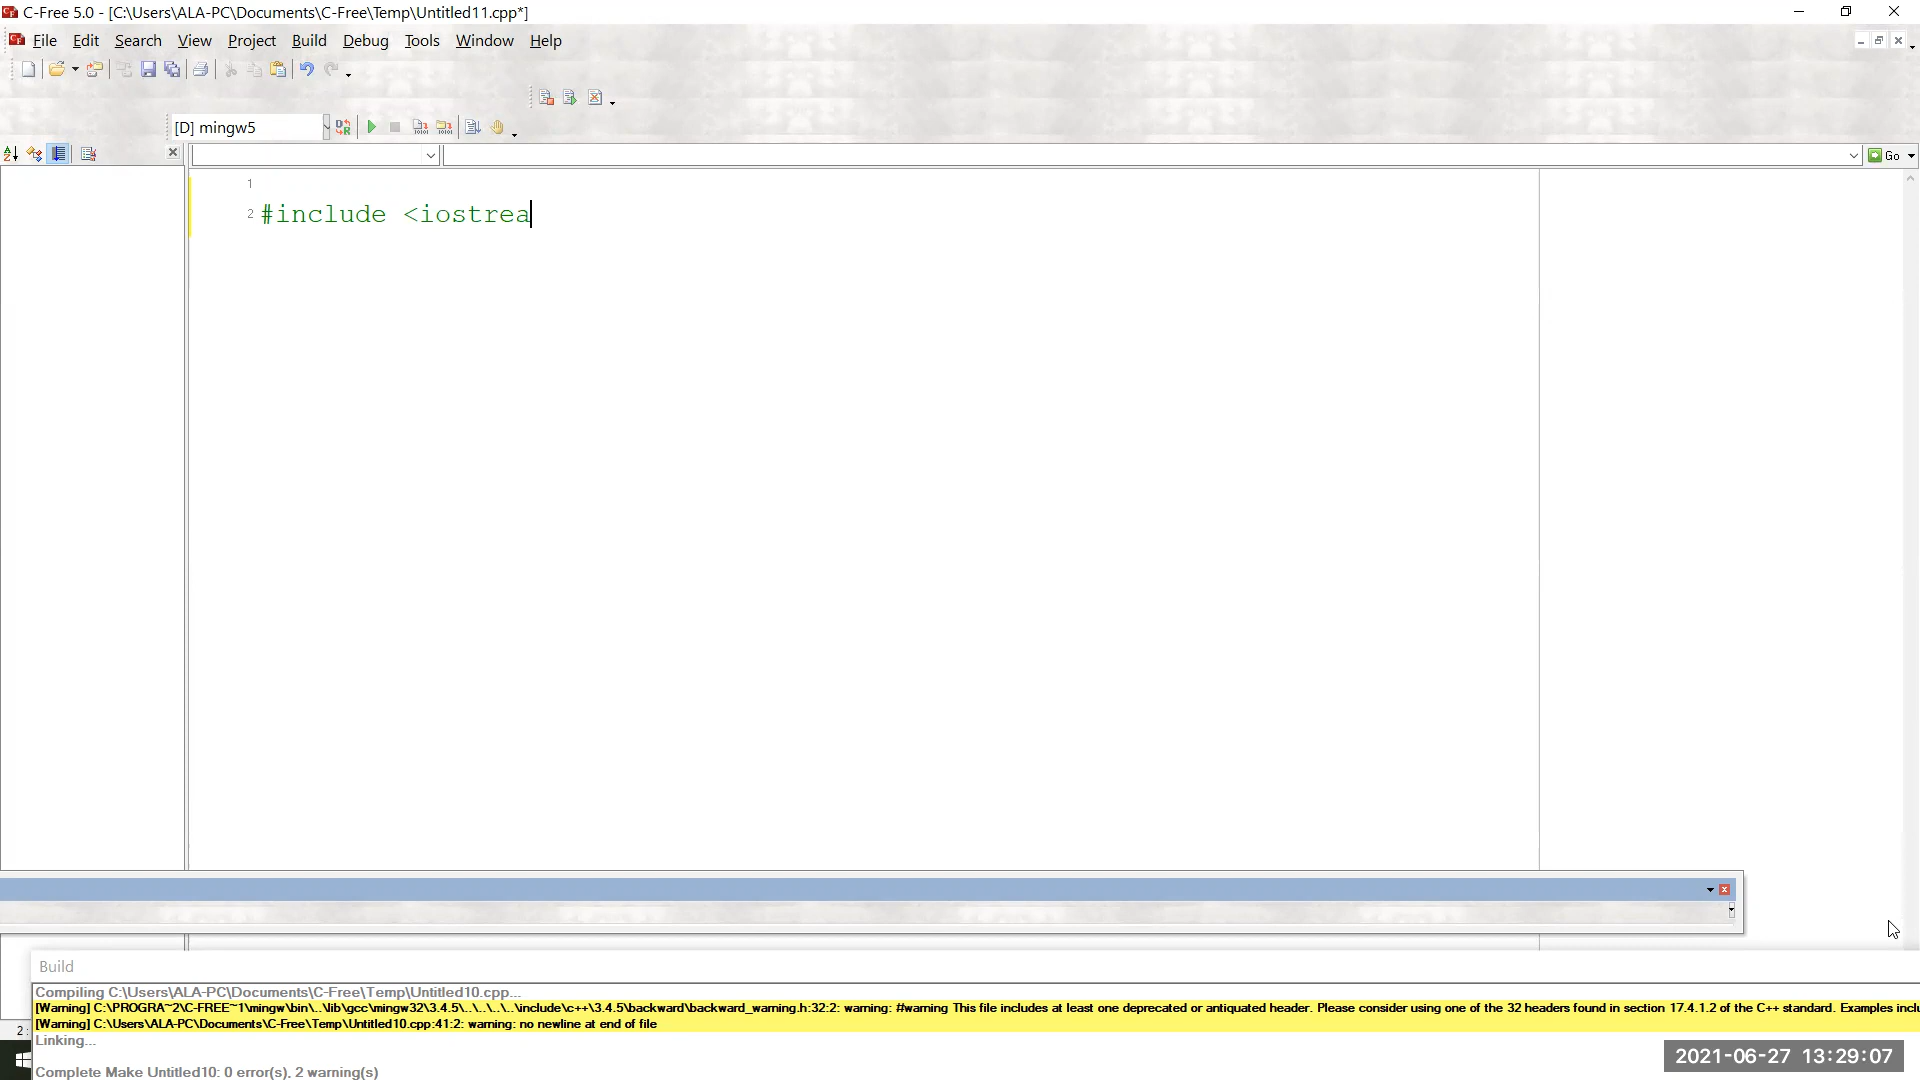 C-Free 5.0 - [C:\Users\ALA-PC\Documents\C-Free\Temp\Untitled11.cpp*]
File Edit Search View Project Build Debug Tools Window Help
[D] mingw5
Go
1
2 #include <iostrea
Build
Compiling C:\Users\ALA-PC\Documents\C-Free\Temp\Untitled10.cpp...
[Warning] C:\PROGRA~2\C-FREE~1\mingw\bin\..\lib\gcc\mingw32\3.4.5\..\..\..\..\include\c++\3.4.5\backward\backward_warning.h:32:2: warning: #warning This file includes at least one deprecated or antiquated header. Please consider using one of the 32 headers found in section 17.4.1.2 of the C++ standard. Examples inclu
[Warning] C:\Users\ALA-PC\Documents\C-Free\Temp\Untitled10.cpp:41:2: warning: no newline at end of file
2:
Linking...
Complete Make Untitled10: 0 error(s), 2 warning(s)
2021-06-27 13:29:07